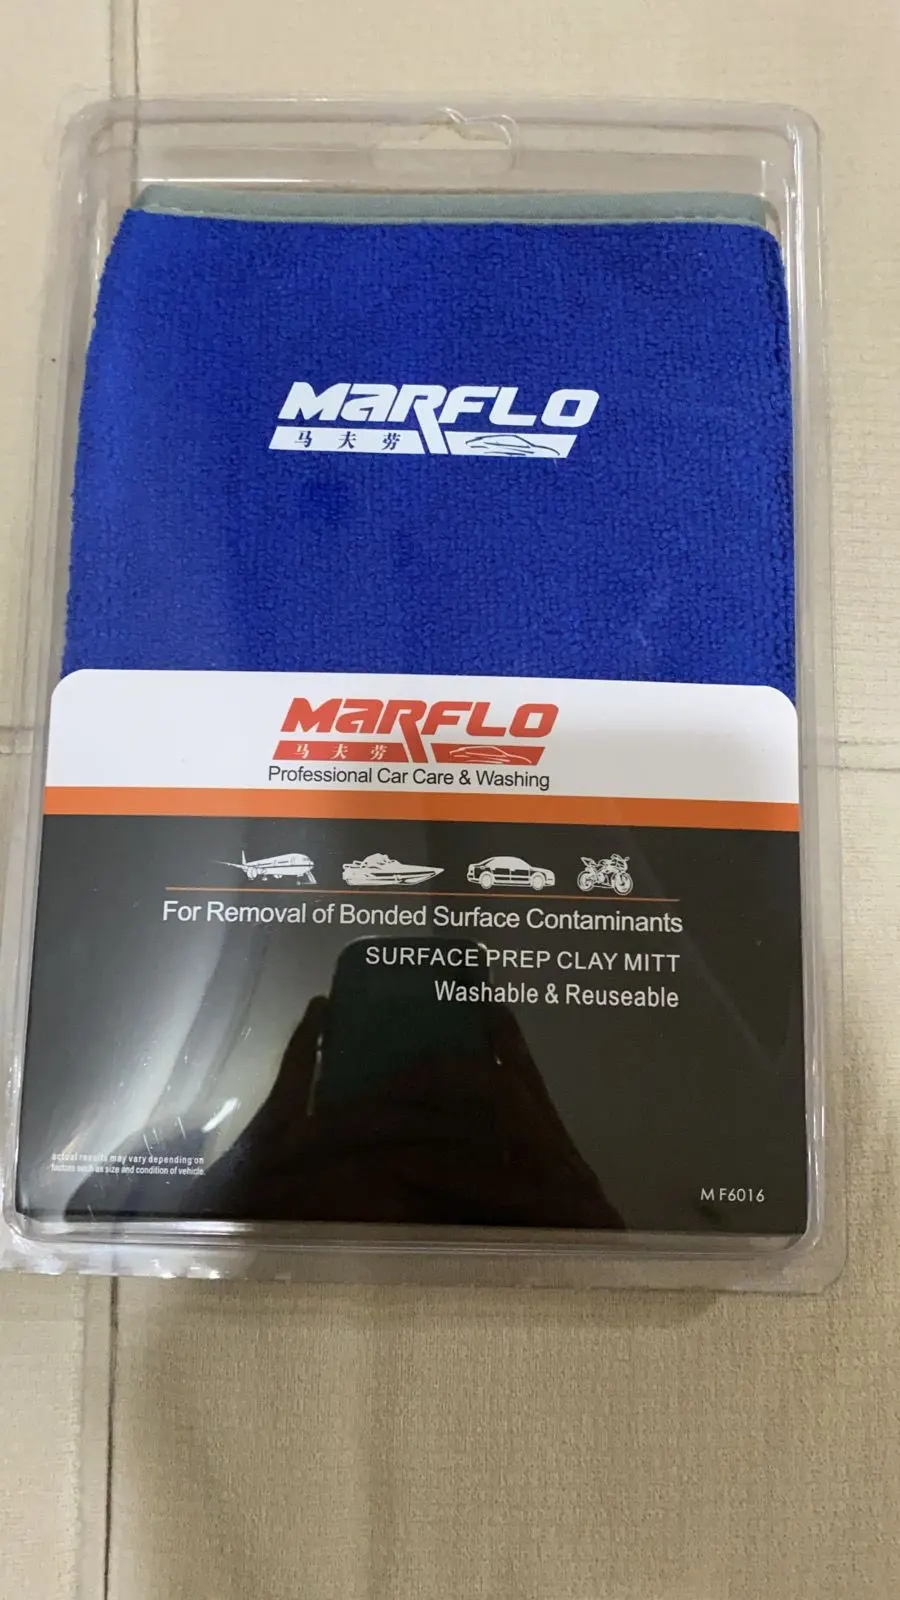 MARFLO
马夫劳
MARFLO
马夫劳
Professional Car Care & Washing
For Removal of Bonded Surface Contaminants
SURFACE PREP CLAY MITT
Washable & Reuseable
actual results may vary depending on
factors such as size and condition of vehicle.
MF6016